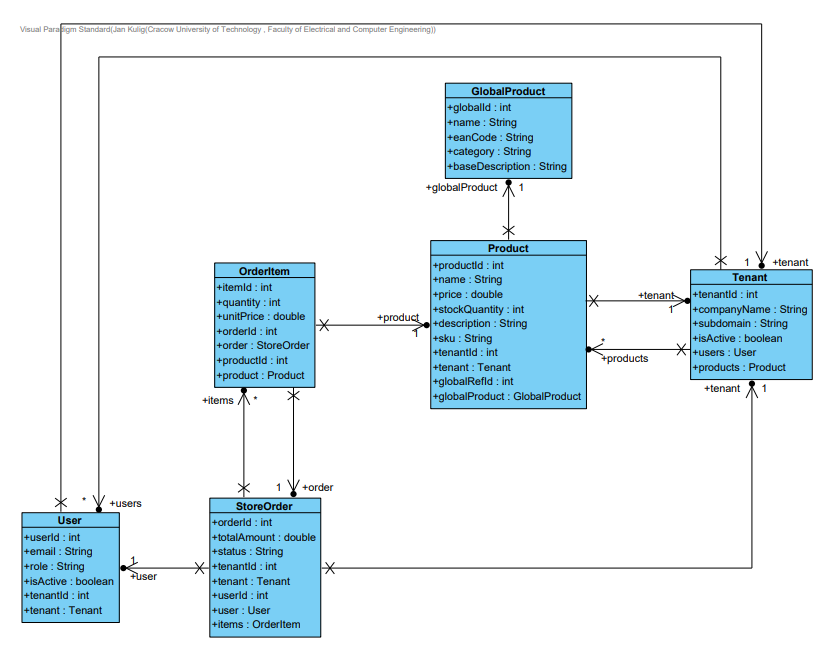 Visual Paradigm Standard(Jan Kulig(Cracow University of Technology , Faculty of Electrical and Computer Engineering))
GlobalProduct
+globalId : int
+name : String
+eanCode : String
+category : String
+baseDescription : String
+globalProduct
1
Product
+productId : int
+name : String
+price : double
+stockQuantity : int
+description : String
+sku : String
+tenantId : int
+tenant : Tenant
+globalRefId : int
+globalProduct : GlobalProduct
1
+tenant
Tenant
+tenantId : int
+companyName : String
+subdomain : String
+isActive : boolean
+users : User
+products : Product
+tenant
1
*
+products
+tenant
1
OrderItem
+itemId : int
+quantity : int
+unitPrice : double
+orderId : int
+order : StoreOrder
+productId : int
+product : Product
+product
1
+items
*
1
+order
StoreOrder
+orderId : int
+totalAmount : double
+status : String
+tenantId : int
+tenant : Tenant
+userId : int
+user : User
+items : OrderItem
*
+users
User
+userId : int
+email : String
+role : String
+isActive : boolean
+tenantId : int
+tenant : Tenant
1
+user